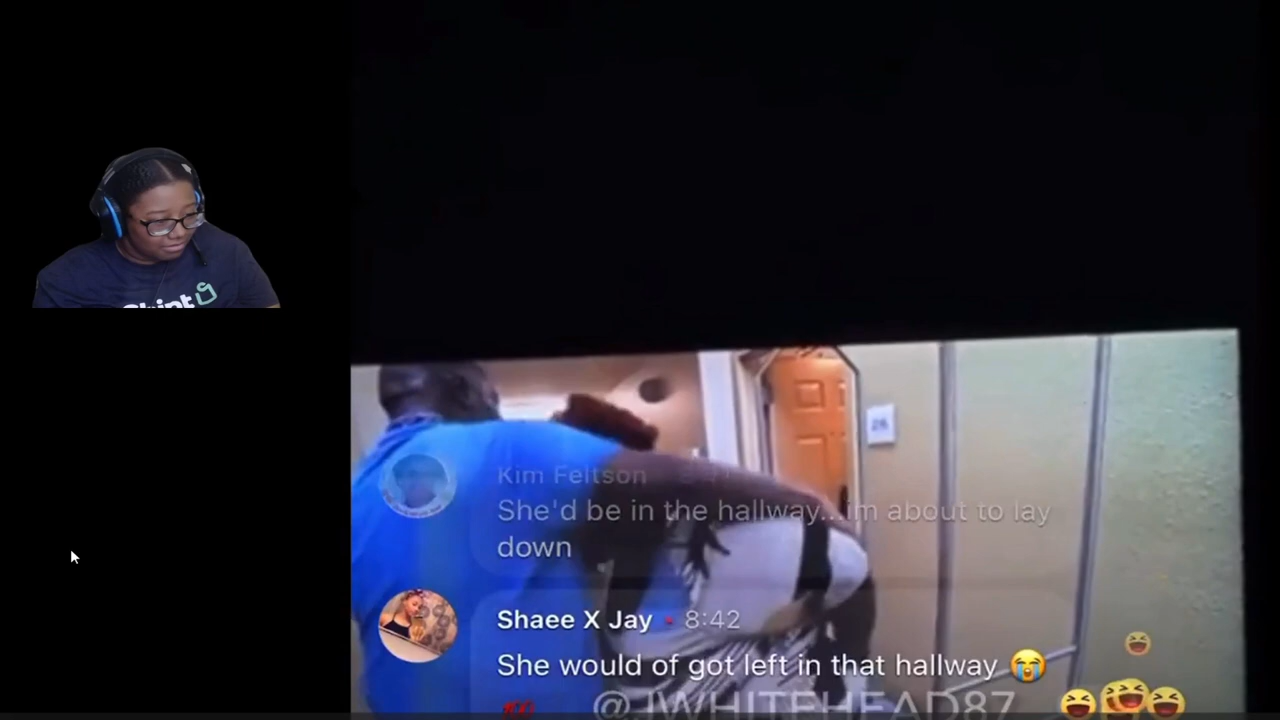 Kim Feltson
She'd be in the hallway...im about to lay
down
Shaee X Jay • 8:42
She would of got left in that hallway 😭
💯
@JWHITEHEAD87